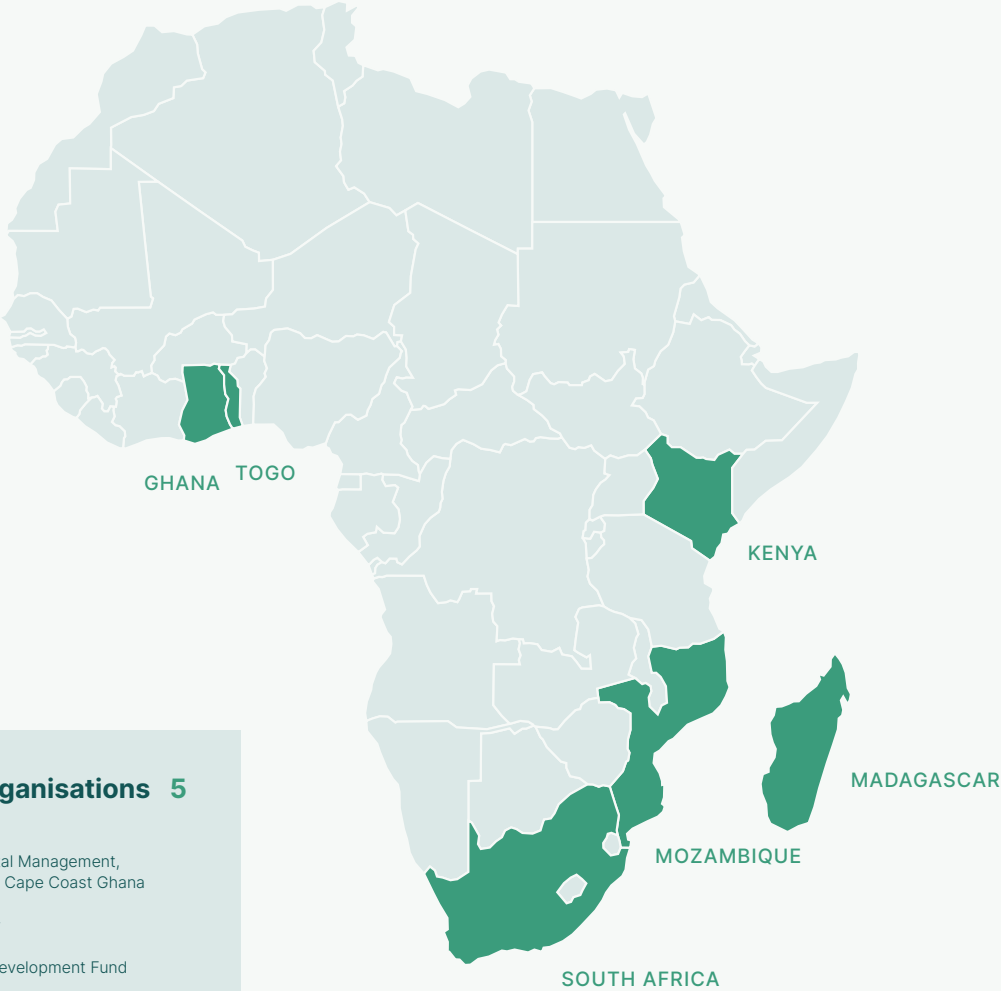 GHANA
TOGO
KENYA
MADAGASCAR
MOZAMBIQUE
SOUTH AFRICA
ganisations 5
al Management,
Cape Coast Ghana
evelopment Fund